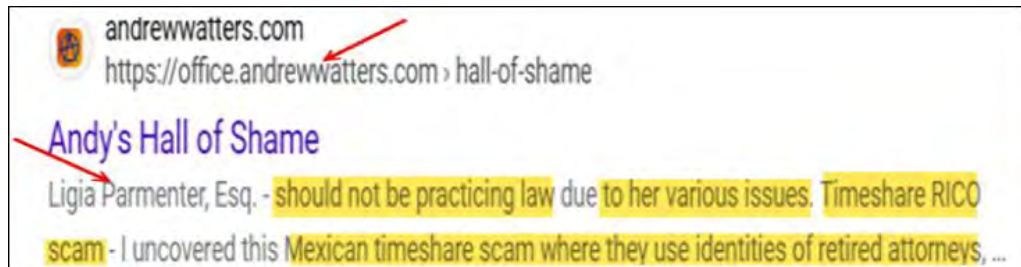 andrewwatters.com
https://office.andrewwatters.com › hall-of-shame
Andy's Hall of Shame
Ligia Parmenter, Esq. - should not be practicing law due to her various issues. Timeshare RICO
scam - I uncovered this Mexican timeshare scam where they use identities of retired attorneys, ...